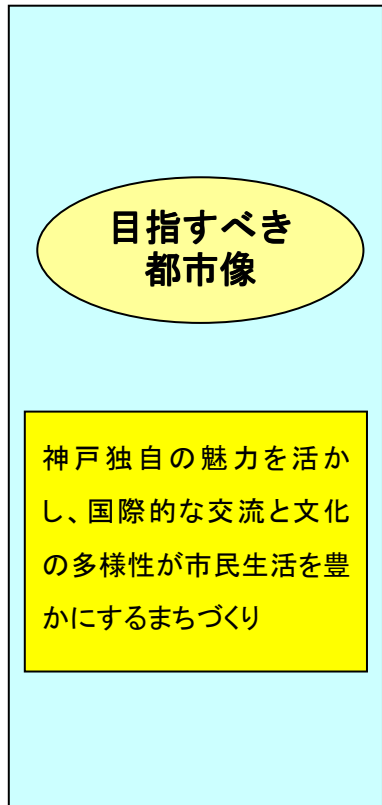 目指すべき
都市像
神戸独自の魅力を活か
し、国際的な交流と文化
の多様性が市民生活を豊
かにするまちづくり